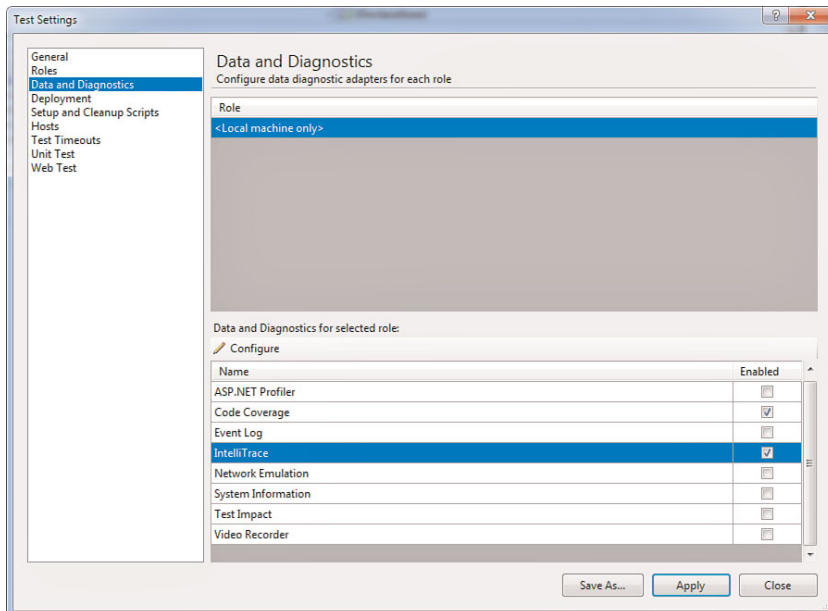 Test Settings
General
Roles
Data and Diagnostics
Deployment
Setup and Cleanup Scripts
Hosts
Test Timeouts
Unit Test
Web Test
Data and Diagnostics
Configure data diagnostic adapters for each role
Role
<Local machine only>
Data and Diagnostics for selected role:
Configure
Name Enabled
ASP.NET Profiler
Code Coverage
Event Log
IntelliTrace
Network Emulation
System Information
Test Impact
Video Recorder
Save As... Apply Close